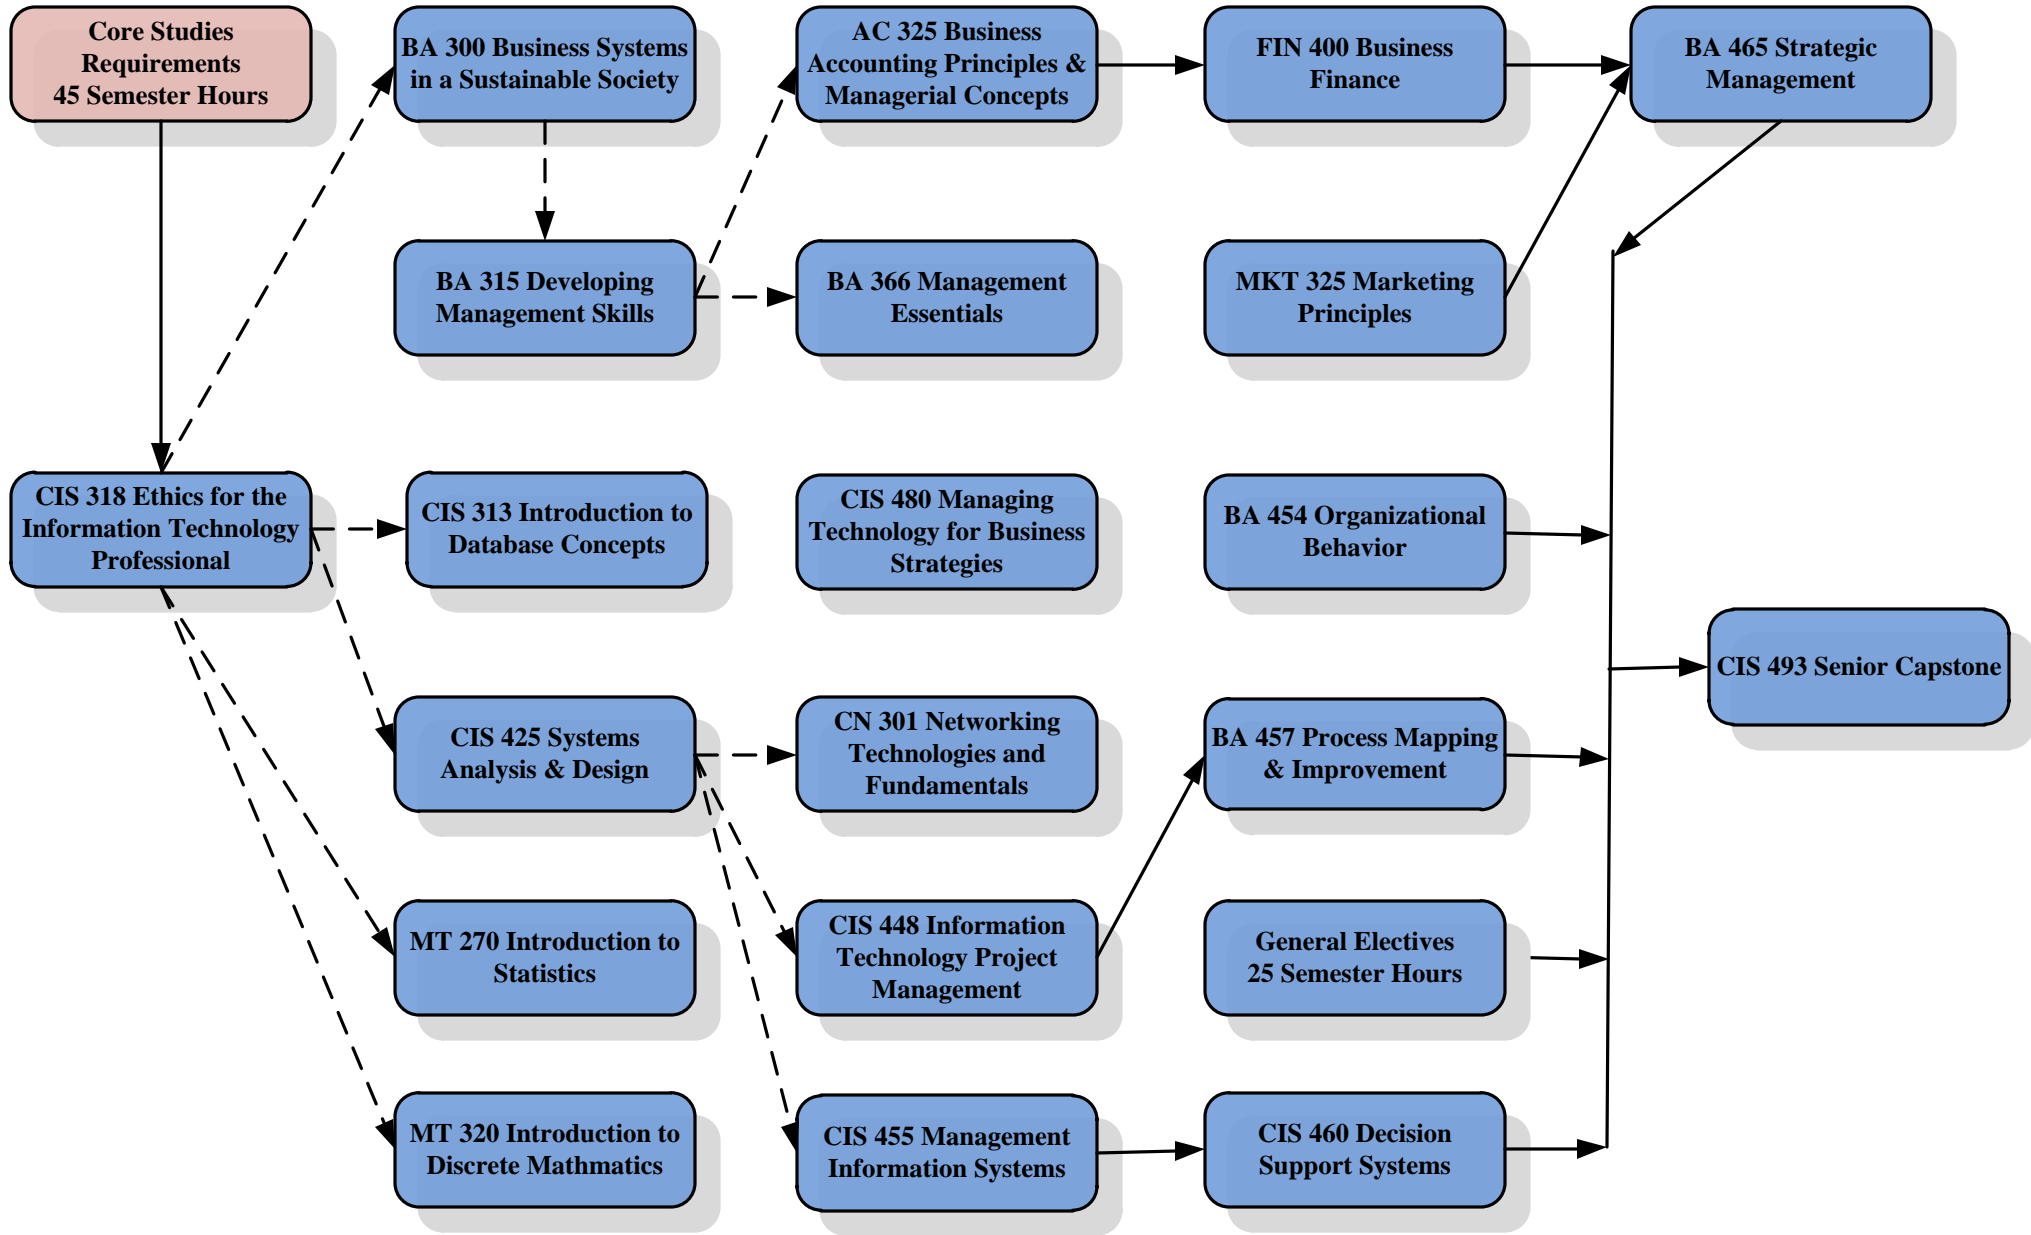 Core Studies
Requirements
45 Semester Hours
BA 300 Business Systems
in a Sustainable Society
AC 325 Business
Accounting Principles &
Managerial Concepts
FIN 400 Business
Finance
BA 465 Strategic
Management
BA 315 Developing
Management Skills
BA 366 Management
Essentials
MKT 325 Marketing
Principles
CIS 318 Ethics for the
Information Technology
Professional
CIS 313 Introduction to
Database Concepts
CIS 480 Managing
Technology for Business
Strategies
BA 454 Organizational
Behavior
CIS 493 Senior Capstone
CIS 425 Systems
Analysis & Design
CN 301 Networking
Technologies and
Fundamentals
BA 457 Process Mapping
& Improvement
MT 270 Introduction to
Statistics
CIS 448 Information
Technology Project
Management
General Electives
25 Semester Hours
MT 320 Introduction to
Discrete Mathmatics
CIS 455 Management
Information Systems
CIS 460 Decision
Support Systems